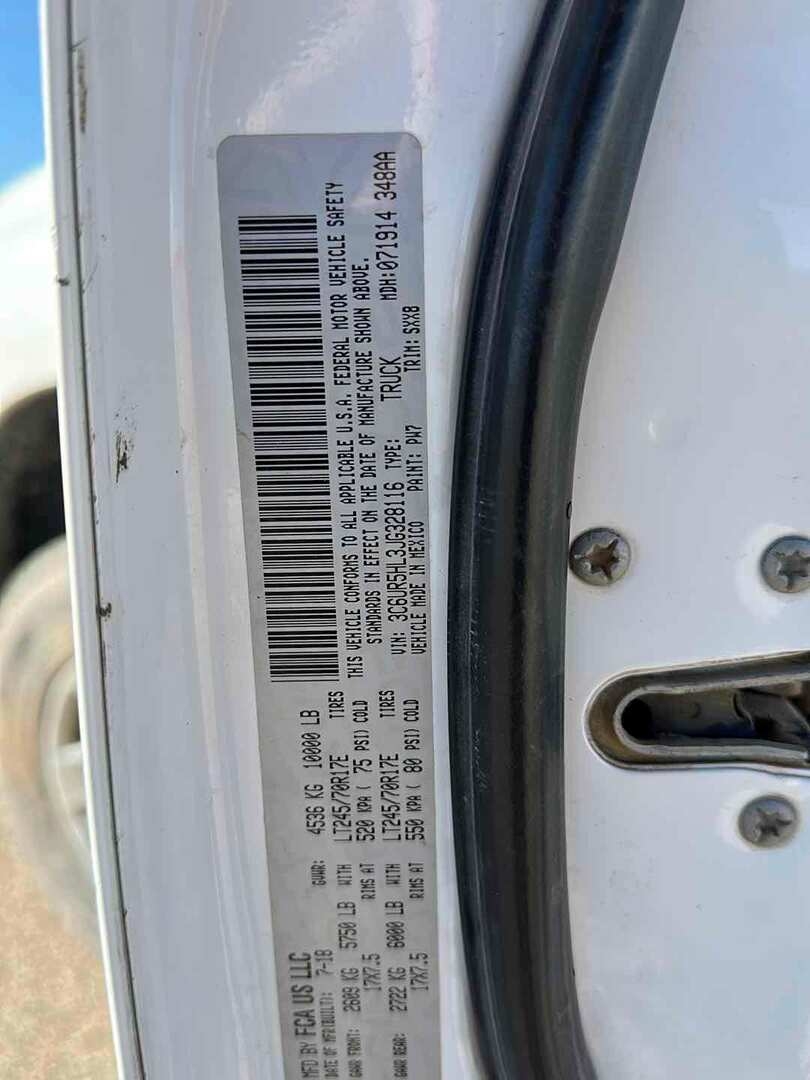 MFD BY FCA US LLC
DATE OF MFR(BUILT): 7-18 GVWR: 4536 KG 10000 LB
GAWR FRONT: 2609 KG 5750 LB WITH LT245/70R17E TIRES
17X7.5 RIMS AT 520 KPA ( 75 PSI) COLD
GAWR REAR: 2722 KG 6000 LB WITH LT245/70R17E TIRES
17X7.5 RIMS AT 550 KPA ( 80 PSI) COLD
THIS VEHICLE CONFORMS TO ALL APPLICABLE U.S.A. FEDERAL MOTOR VEHICLE SAFETY
STANDARDS IN EFFECT ON THE DATE OF MANUFACTURE SHOWN ABOVE.
VIN: 3C6UR5HL3JG328116 TYPE: TRUCK MDH:071914 348AA
VEHICLE MADE IN MEXICO PAINT: PW7 TRIM: SXX8